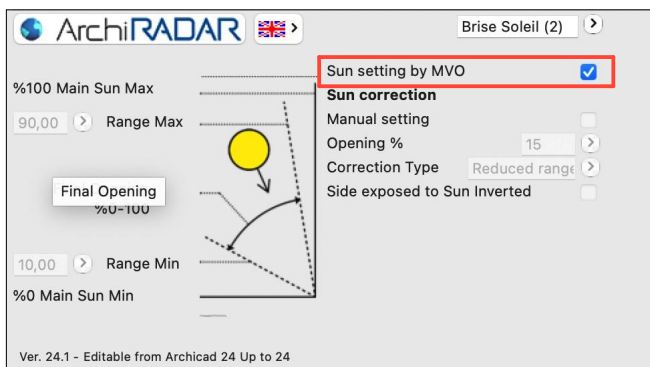 ArchiRADAR
Brise Soleil (2)
Sun setting by MVO
%100 Main Sun Max
Sun correction
90,00 Range Max
Manual setting
Opening % 15
Correction Type Reduced range
Final Opening
Side exposed to Sun Inverted
%0-100
10,00 Range Min
%0 Main Sun Min
Ver. 24.1 - Editable from Archicad 24 Up to 24